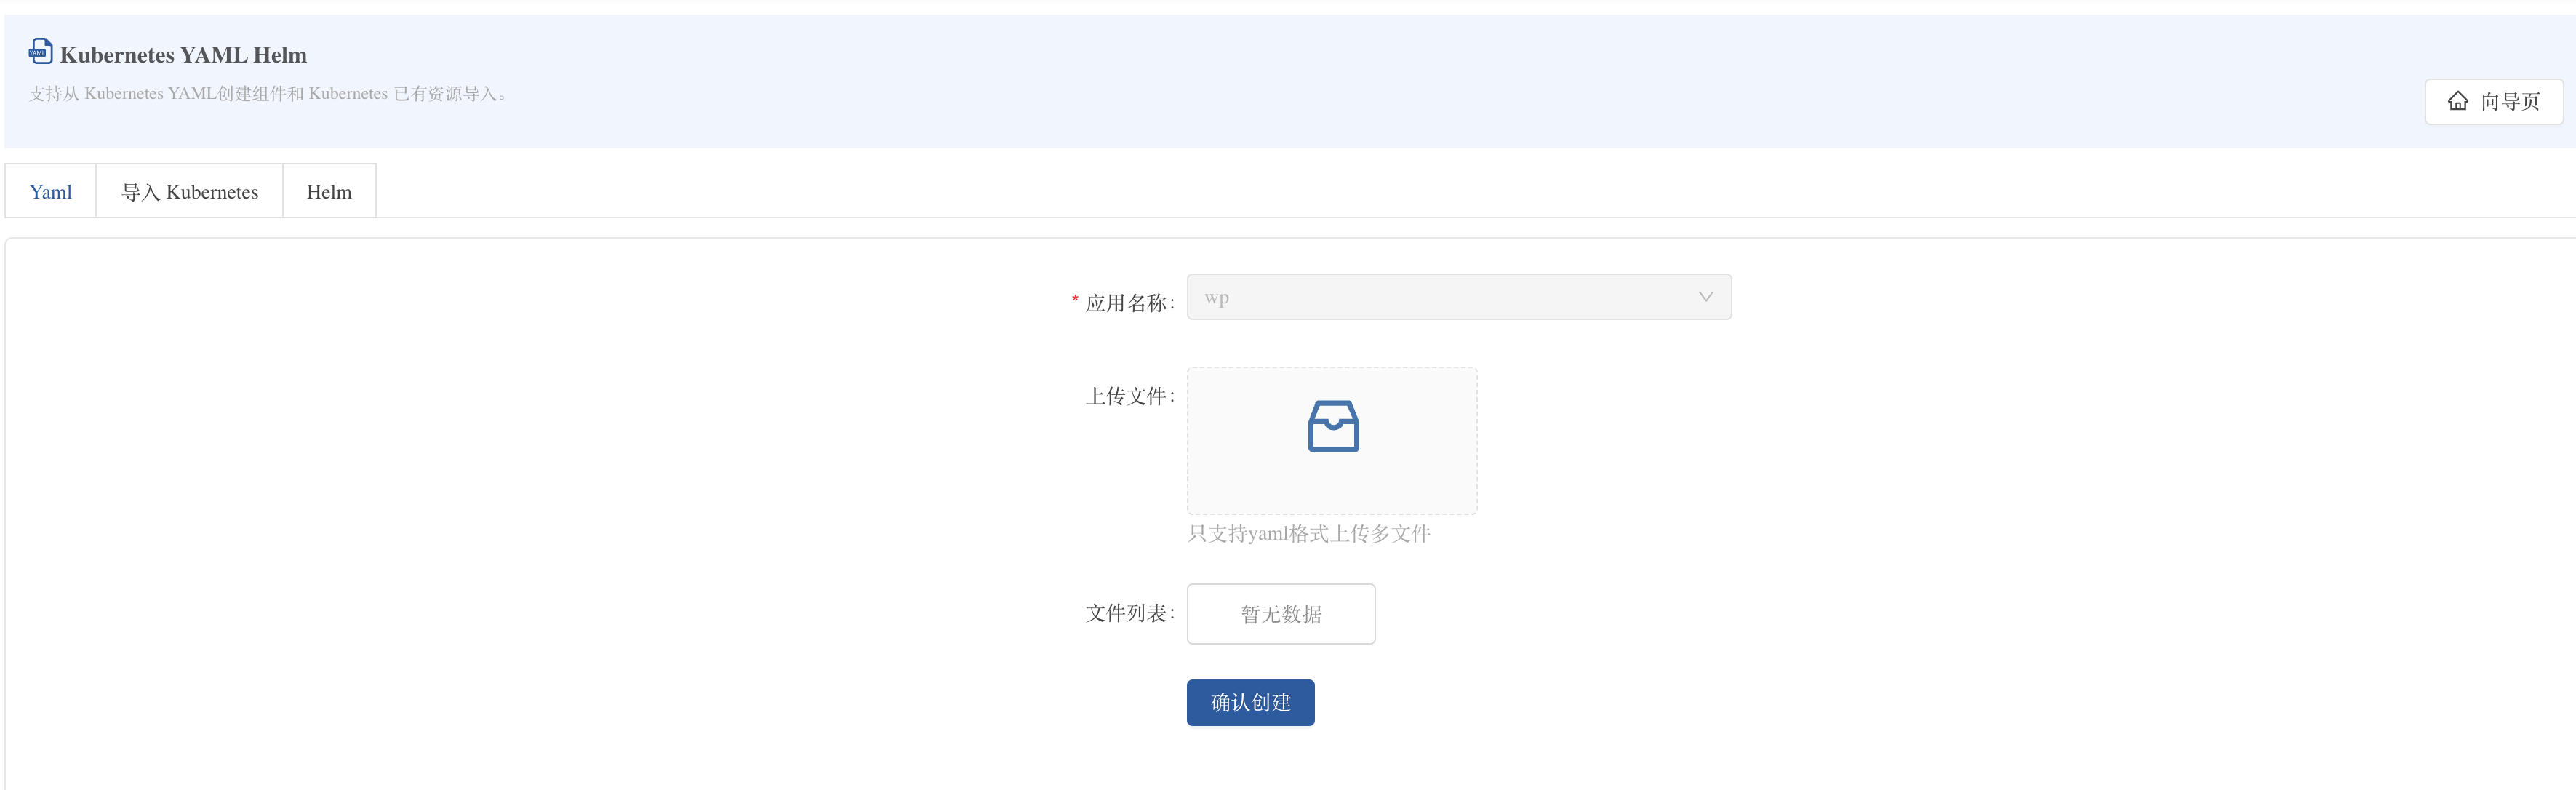 YAML
Kubernetes YAML Helm
支持从 Kubernetes YAML创建组件和 Kubernetes 已有资源导入。
向导页
Yaml
导入 Kubernetes
Helm
* 应用名称:
wp
上传文件:
只支持yaml格式上传多文件
文件列表:
暂无数据
确认创建